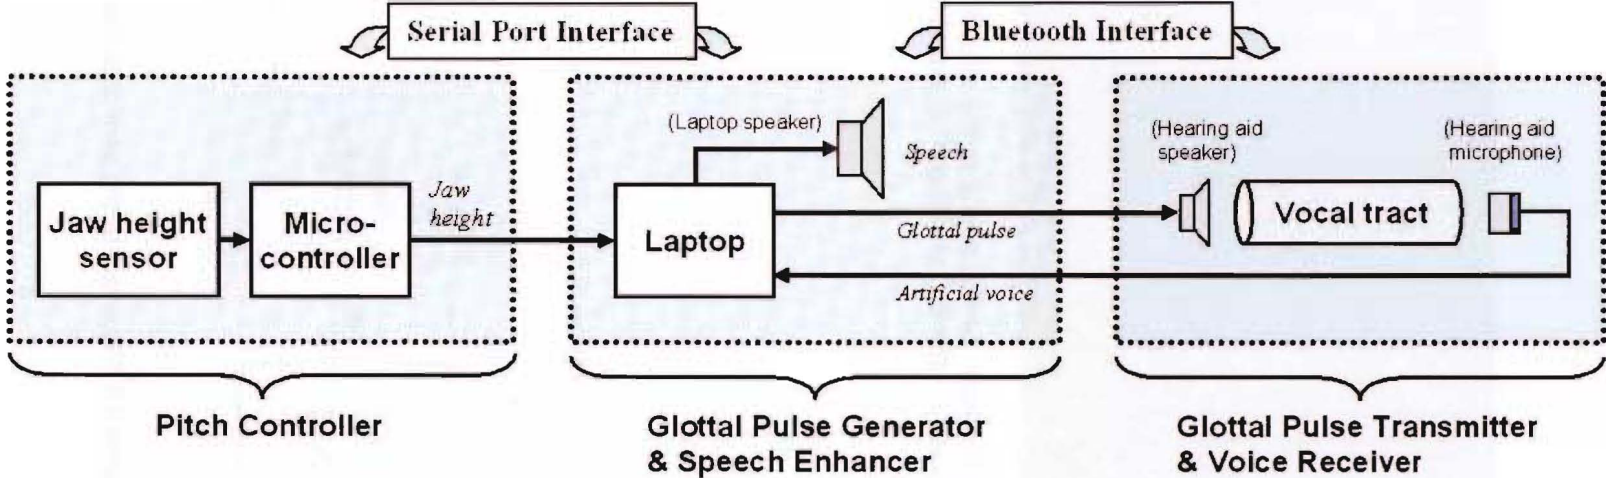 Serial Port Interface
Bluetooth Interface
(Laptop speaker)
Speech
(Hearing aid
speaker)
(Hearing aid
microphone)
Jaw height
sensor
Micro-
controller
Jaw
height
Laptop
Glottal pulse
Artificial voice
Vocal tract
Pitch Controller
Glottal Pulse Generator
& Speech Enhancer
Glottal Pulse Transmitter
& Voice Receiver